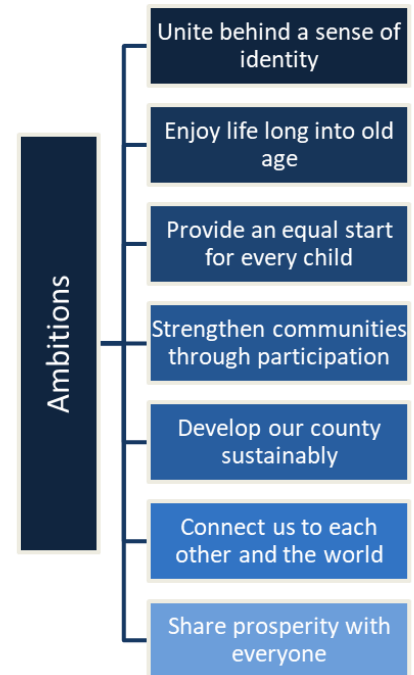 Ambitions
Unite behind a sense of
identity
Enjoy life long into old
age
Provide an equal start
for every child
Strengthen communities
through participation
Develop our county
sustainably
Connect us to each
other and the world
Share prosperity with
everyone